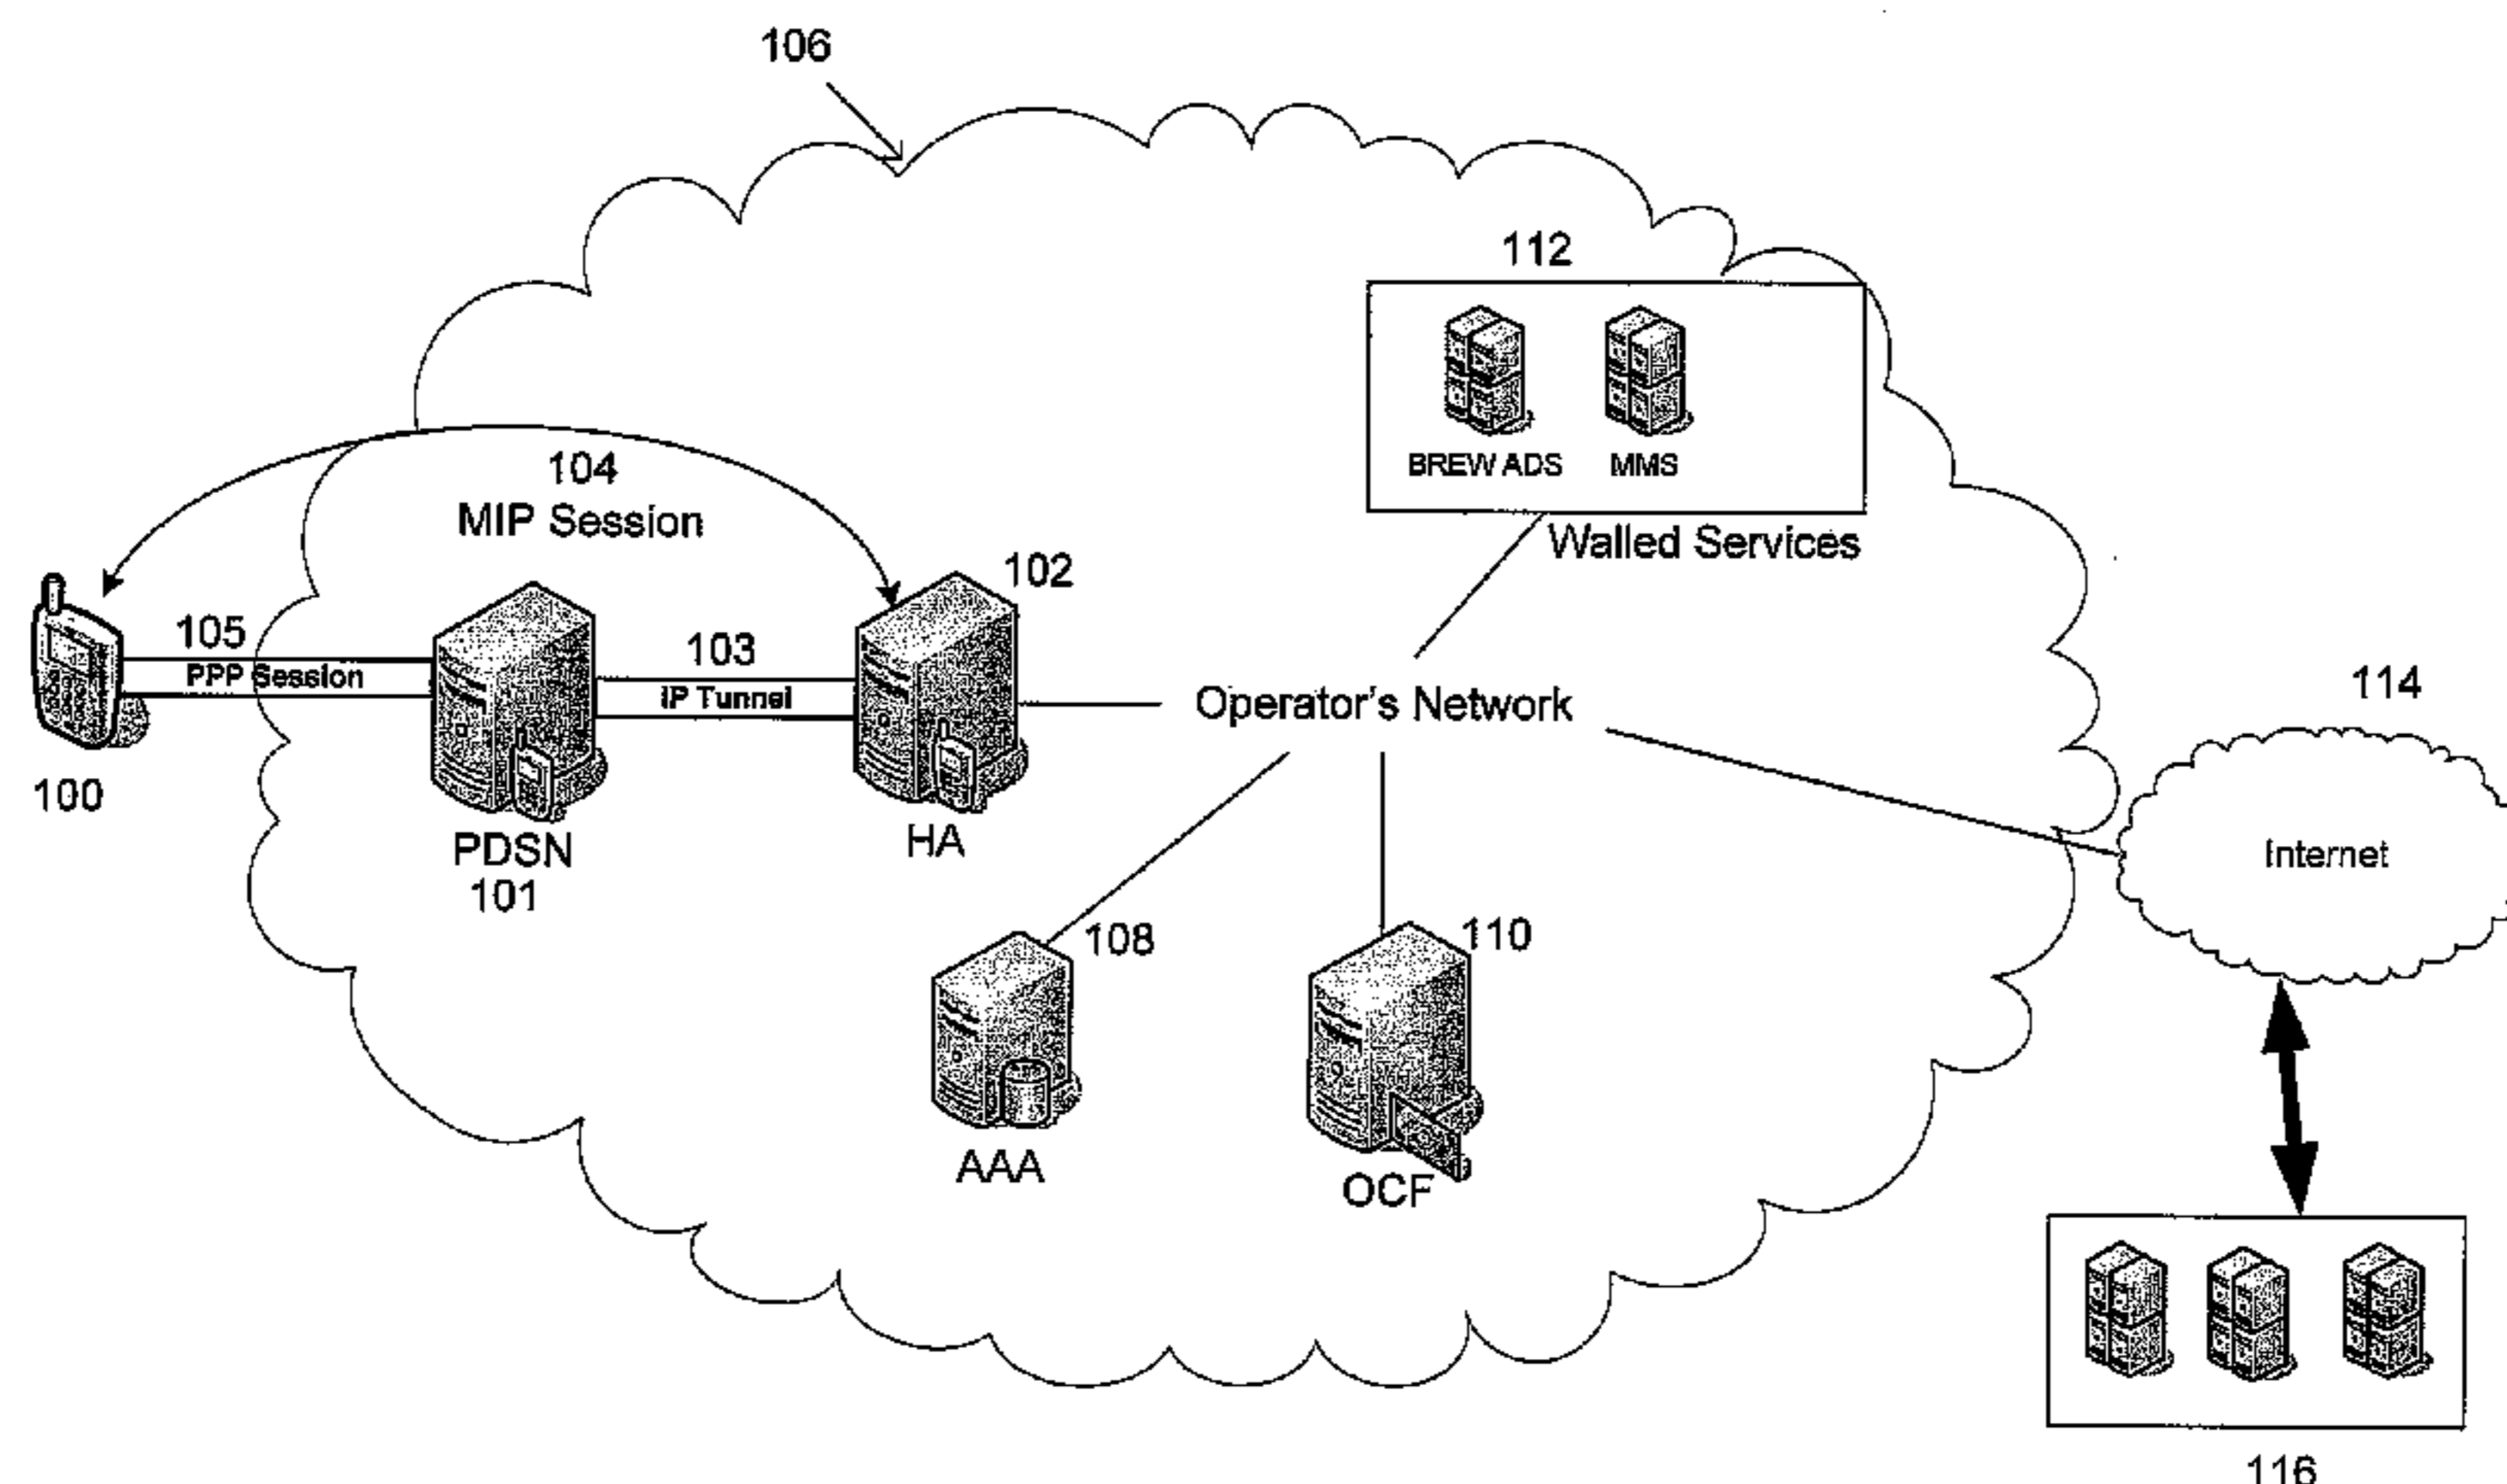 106
112
BREW ADS
MMS
Walled Services
104
MIP Session
102
105
PPP Session
103
IP Tunnel
Operator's Network
114
100
PDSN
101
HA
Internet
108
110
AAA
OCF
116